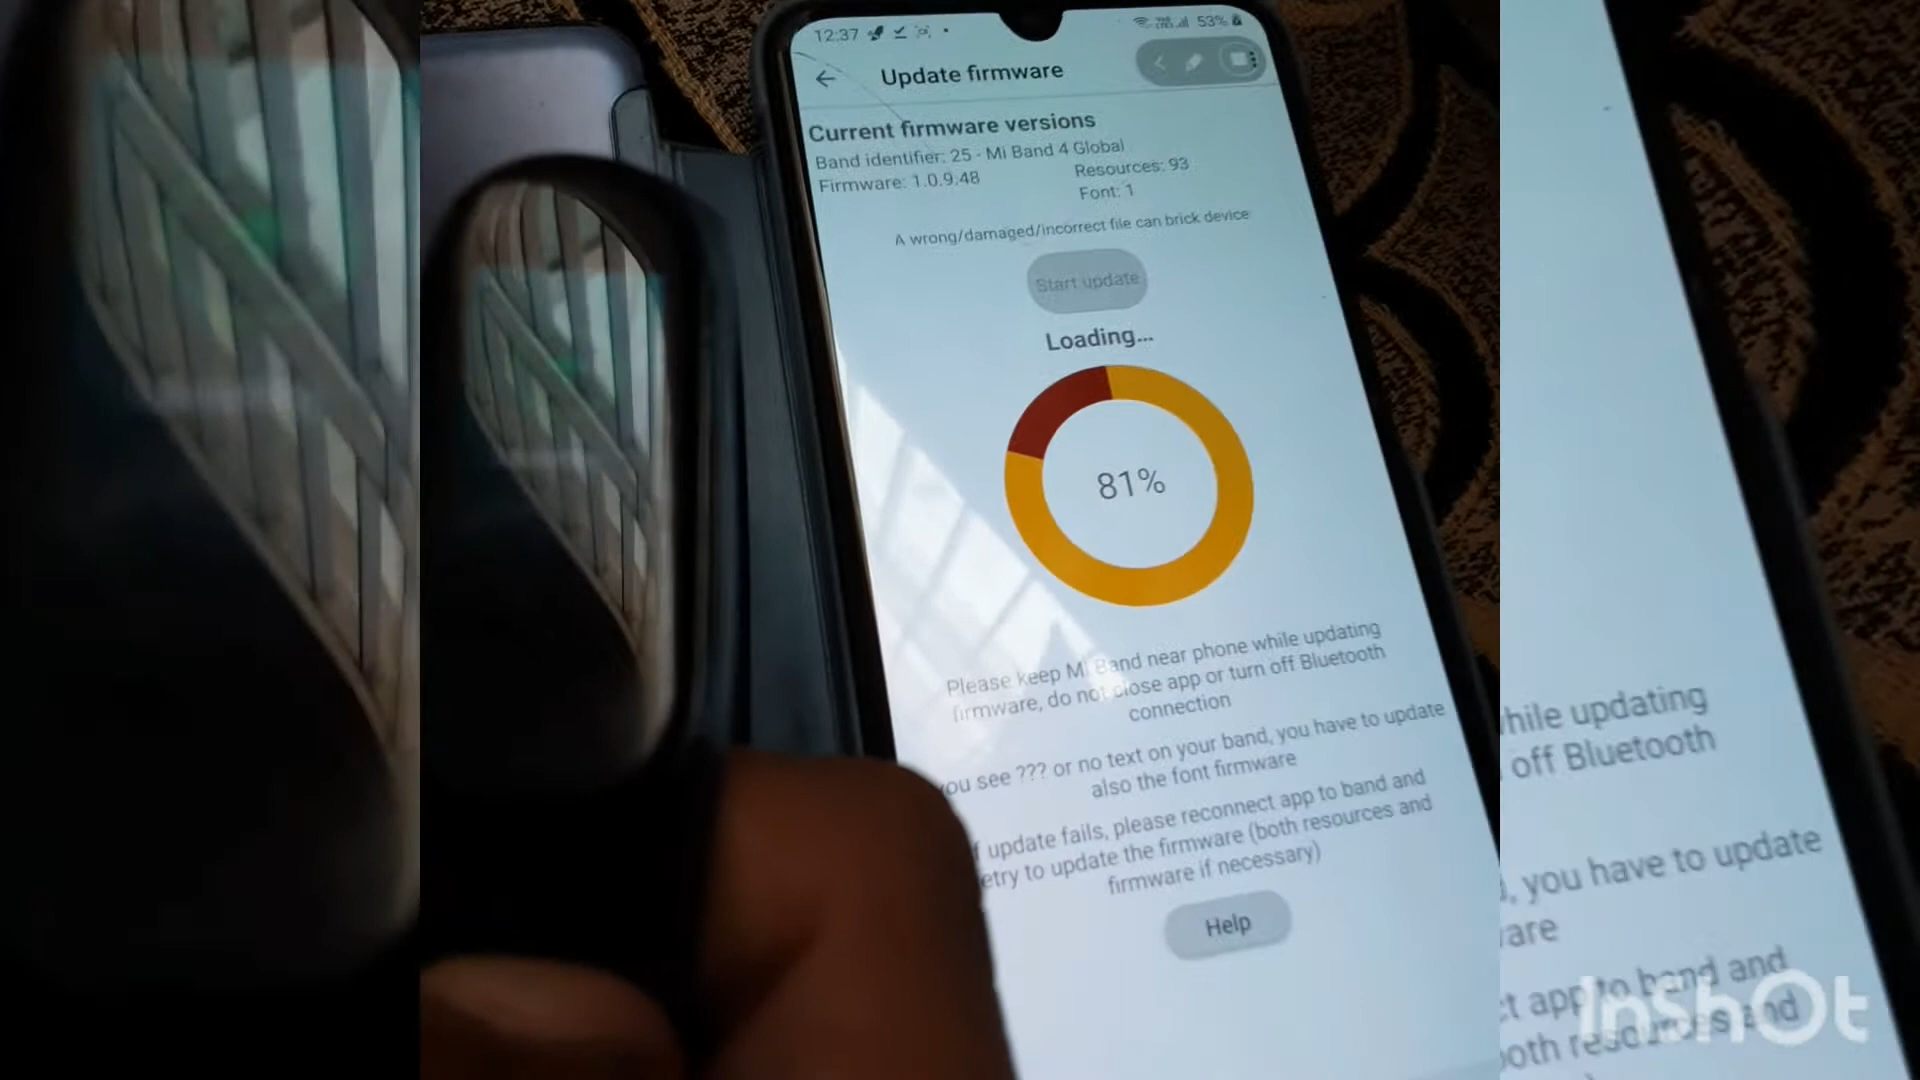 12:37
53%
Update firmware
Current firmware versions
Band identifier: 25 - Mi Band 4 Global
Firmware: 1.0.9.48
Resources: 93
Font: 1
A wrong/damaged/incorrect file can brick device
Start update
Loading...
81%
Please keep Mi Band near phone while updating
firmware, do not close app or turn off Bluetooth
connection
you see ??? or no text on your band, you have to update
also the font firmware
update fails, please reconnect app to band and
etry to update the firmware (both resources and
firmware if necessary)
Help
while updating
off Bluetooth
, you have to update
are
ct app to band and
both resources and
InShOt